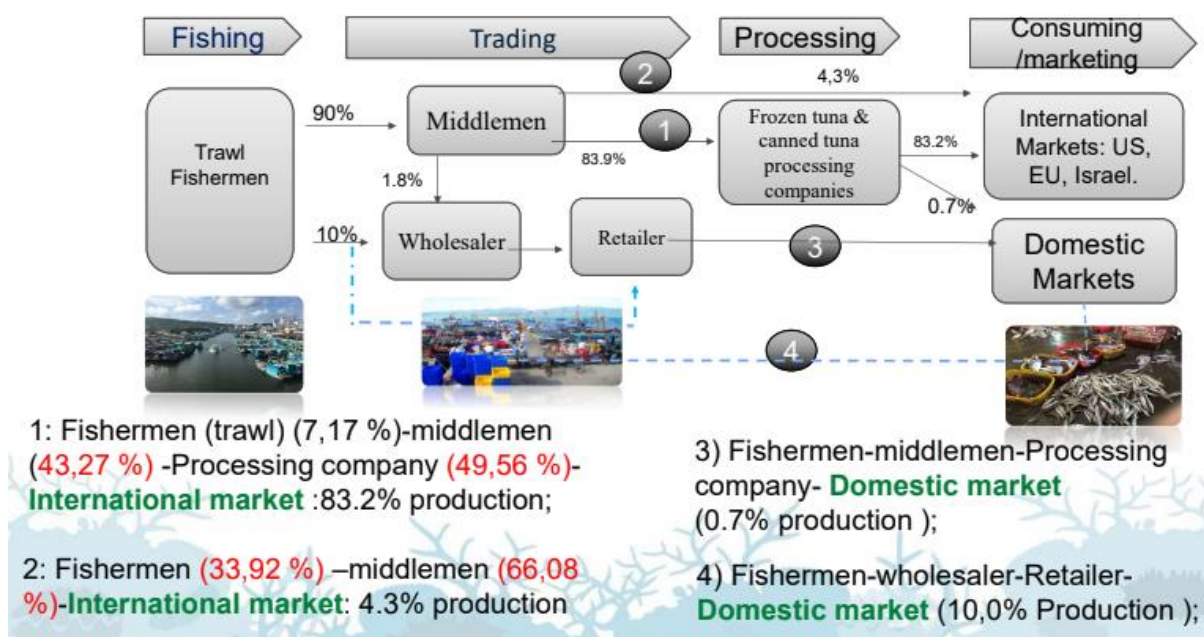 Fishing
Trading
Processing
Consuming
/marketing
2
4,3%
90%
Middlemen
1
83.9%
Frozen tuna &
canned tuna
processing
companies
83.2%
International
Markets: US,
EU, Israel.
Trawl
Fishermen
1.8%
0.7%
10%
Wholesaler
Retailer
3
Domestic
Markets
4
1: Fishermen (trawl) (7,17 %)-middlemen
(43,27 %) -Processing company (49,56 %)-
International market :83.2% production;
2: Fishermen (33,92 %) –middlemen (66,08
%)-International market: 4.3% production
3) Fishermen-middlemen-Processing
company- Domestic market
(0.7% production );
4) Fishermen-wholesaler-Retailer-
Domestic market (10,0% Production );